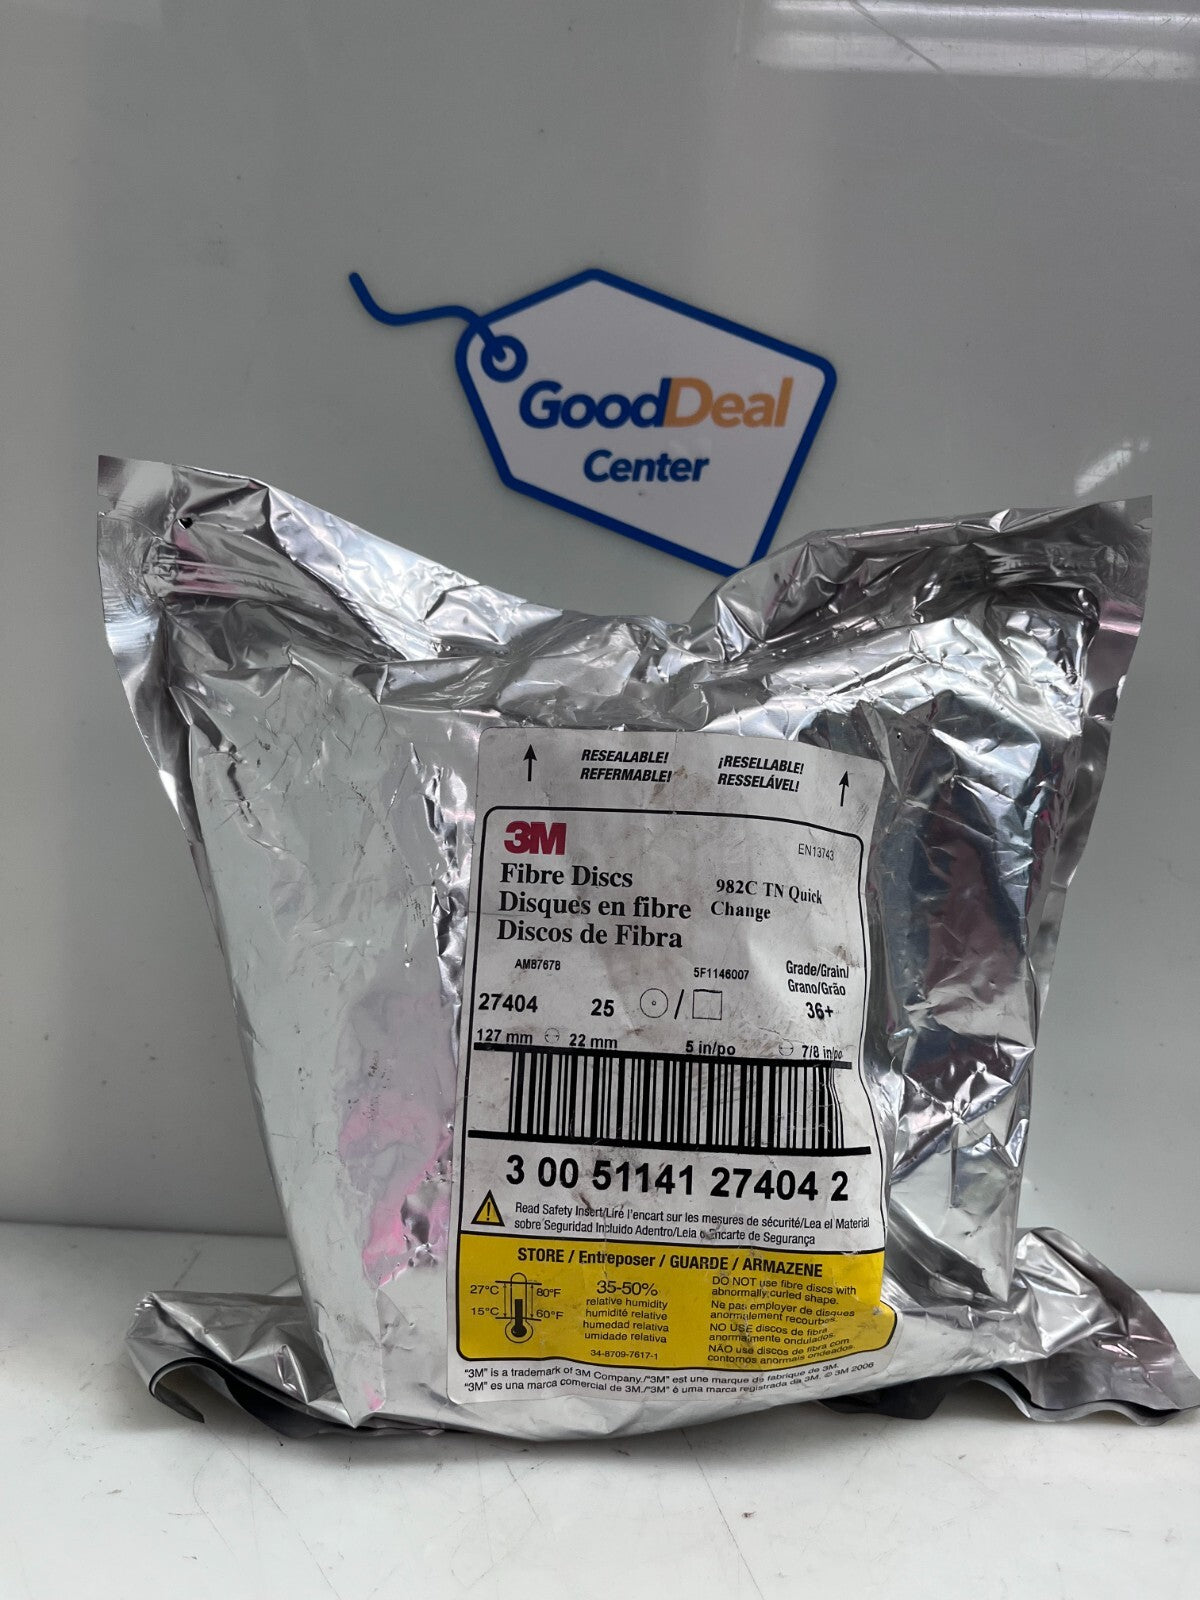 GoodDeal
Center
RESEALABLE!
REFERMABLE!
¡RESELLABLE!
RESSELÁVEL!
3M
EN13743
Fibre Discs
Disques en fibre
Discos de Fibra
982C TN Quick
Change
AM87678
5F1146007
Grade/Grain/
Grano/Grão
27404
25
/
36+
127 mm
22 mm
5 in/po
7/8 in/po
3 00 51141 27404 2
Read Safety Insert/Lire l'encart sur les mesures de sécurité/Lea el Material
sobre Seguridad Incluido Adentro/Leia o Encarte de Segurança
STORE / Entreposer / GUARDE / ARMAZENE
27°C
80°F
15°C
60°F
35-50%
relative humidity
humidité relative
humedad relativa
umidade relativa
34-8709-7617-1
DO NOT use fibre discs with
abnormally curled shape.
Ne pas employer de disques
anormalement recourbés.
NO USE discos de fibra
anormalmente ondulados.
NÃO use discos de fibra com
contornos anormais ondeados.
"3M" is a trademark of 3M Company./"3M" est une marque de fabrique de 3M.
"3M" es una marca comercial de 3M./"3M" é uma marca registrada da 3M. © 3M 2006